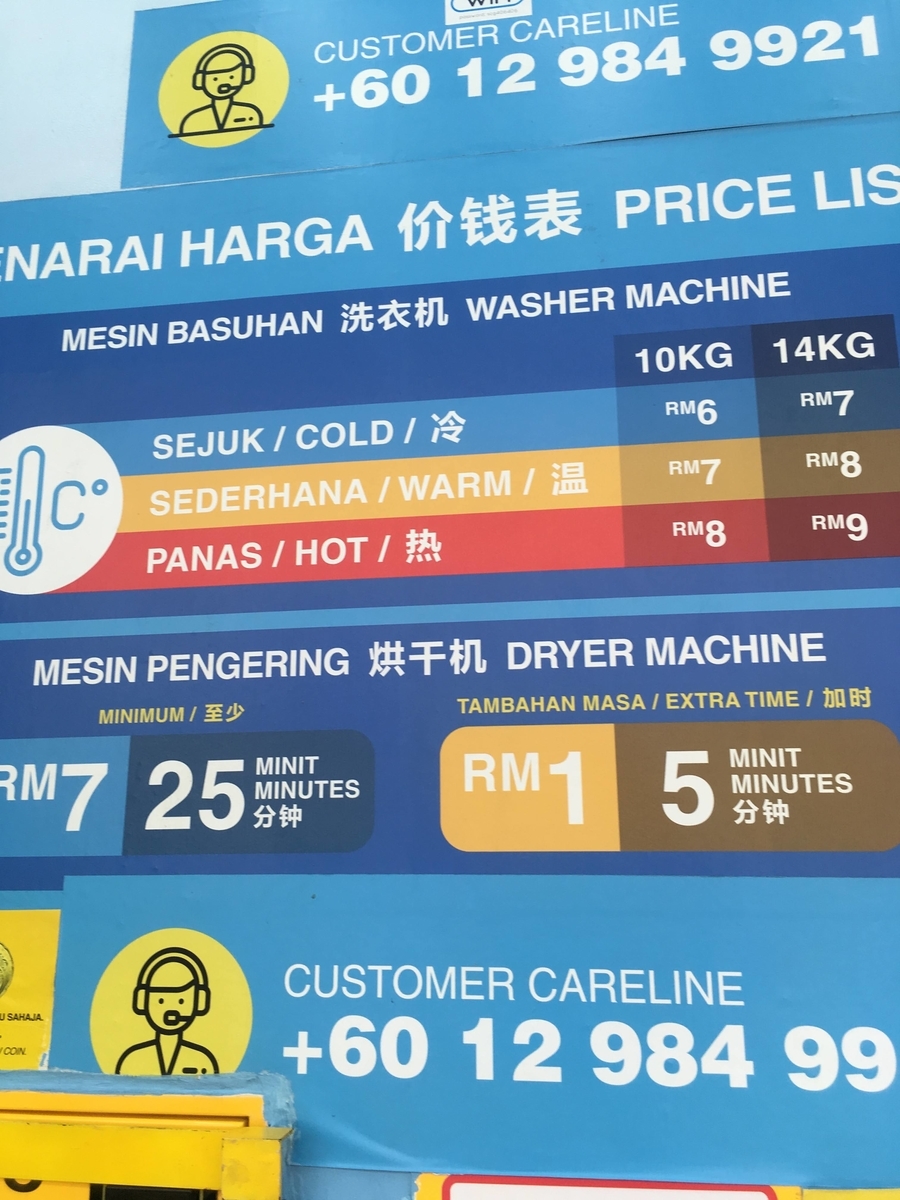 CUSTOMER CARELINE
+60 12 984 9921
ENARAI HARGA 价钱表 PRICE LIS
MESIN BASUHAN 洗衣机 WASHER MACHINE
10KG 14KG
SEJUK / COLD / 冷 RM6 RM7
C°
SEDERHANA / WARM / 温 RM7 RM8
PANAS / HOT / 热 RM8 RM9
MESIN PENGERING 烘干机 DRYER MACHINE
MINIMUM / 至少
TAMBAHAN MASA / EXTRA TIME / 加时
RM7 25 MINIT MINUTES 分钟
RM1 5 MINIT MINUTES 分钟
CUSTOMER CARELINE
+60 12 984 99
U SAHAJA.
COIN.